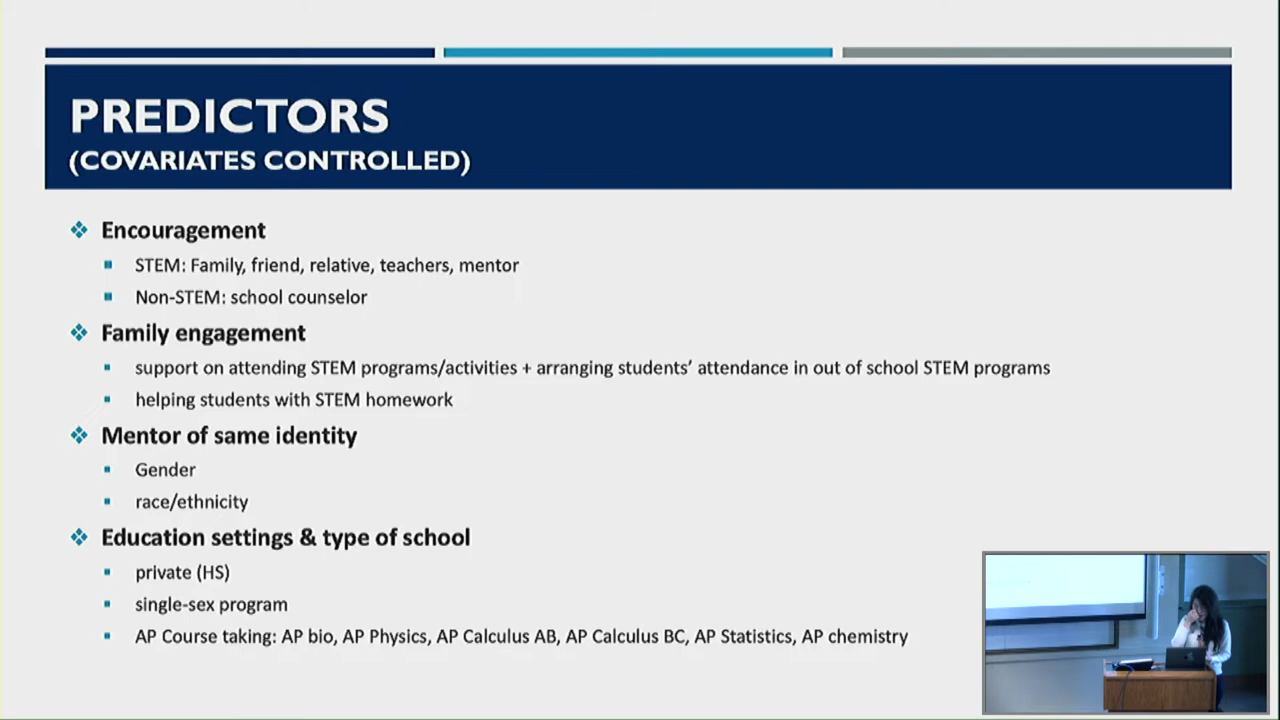 PREDICTORS
(COVARIATES CONTROLLED)
Encouragement
STEM: Family, friend, relative, teachers, mentor
Non-STEM: school counselor
Family engagement
support on attending STEM programs/activities + arranging students' attendance in out of school STEM programs
helping students with STEM homework
Mentor of same identity
Gender
race/ethnicity
Education settings & type of school
private (HS)
single-sex program
AP Course taking: AP bio, AP Physics, AP Calculus AB, AP Calculus BC, AP Statistics, AP chemistry